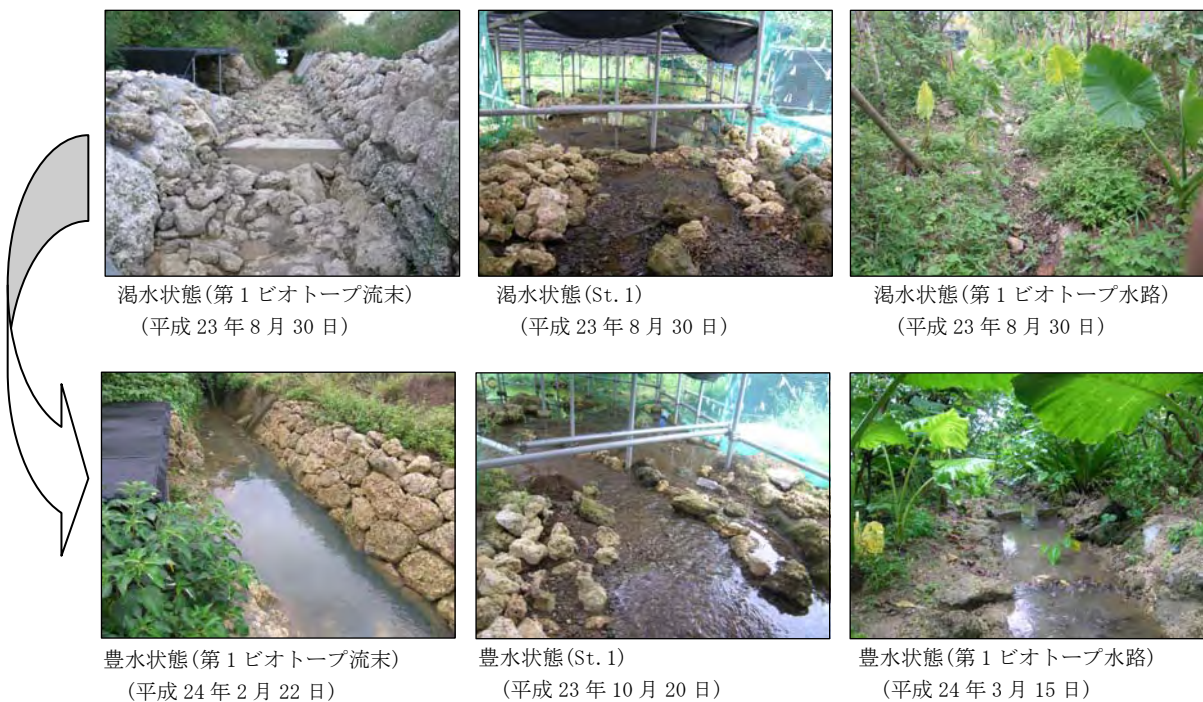 渇水状態(第1ビオトープ流末)
(平成23年8月30日)
渇水状態(St.1)
(平成23年8月30日)
渇水状態(第1ビオトープ水路)
(平成23年8月30日)
豊水状態(第1ビオトープ流末)
(平成24年2月22日)
豊水状態(St.1)
(平成23年10月20日)
豊水状態(第1ビオトープ水路)
(平成24年3月15日)